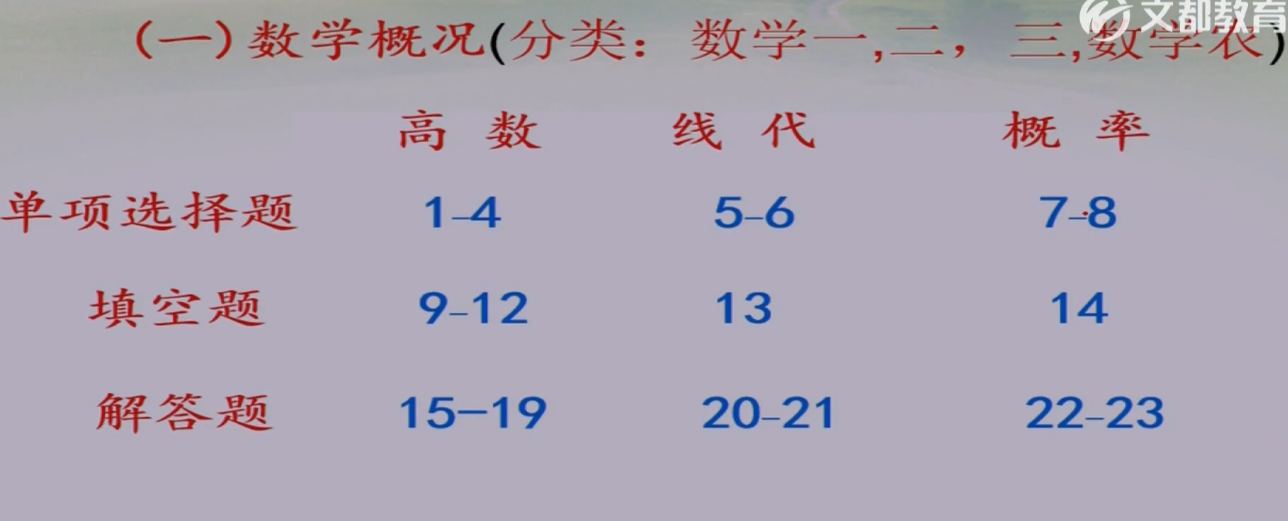 文都教育
(一)数学概况(分类：数学一,二，三,数学农)
高 数 线 代 概 率
单项选择题 1-4 5-6 7-8
填空题 9-12 13 14
解答题 15-19 20-21 22-23